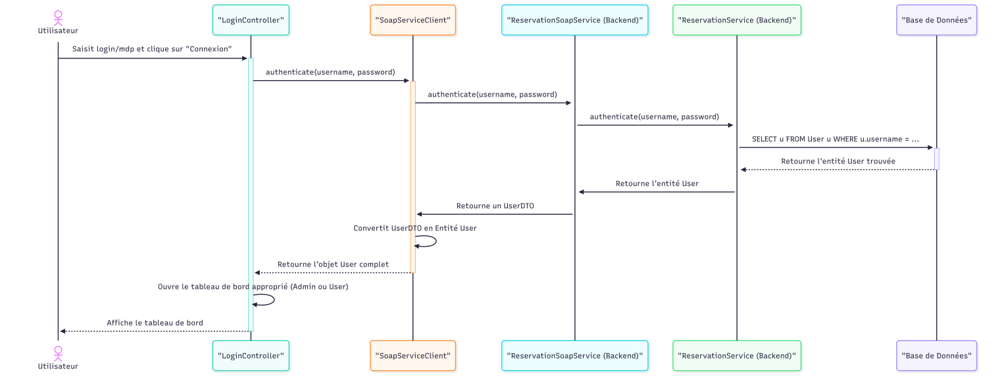 Utilisateur
"LoginController"
"SoapServiceClient"
"ReservationSoapService (Backend)"
"ReservationService (Backend)"
"Base de Données"
Saisit login/mdp et clique sur "Connexion"
authenticate(username, password)
authenticate(username, password)
authenticate(username, password)
SELECT u FROM User u WHERE u.username = ...
Retourne l'entité User trouvée
Retourne l'entité User
Retourne un UserDTO
Convertit UserDTO en Entité User
Retourne l'objet User complet
Ouvre le tableau de bord approprié (Admin ou User)
Affiche le tableau de bord
Utilisateur
"LoginController"
"SoapServiceClient"
"ReservationSoapService (Backend)"
"ReservationService (Backend)"
"Base de Données"